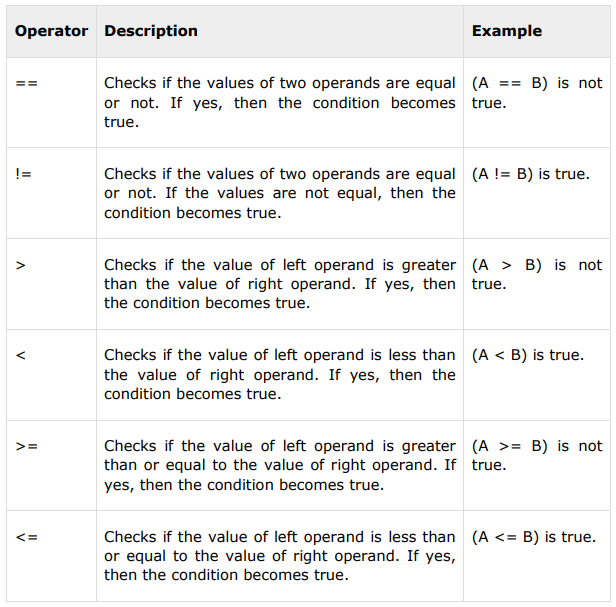 Operator Description Example
== Checks if the values of two operands are equal (A == B) is not
or not. If yes, then the condition becomes true.
true.
!= Checks if the values of two operands are equal (A != B) is true.
or not. If the values are not equal, then the
condition becomes true.
> Checks if the value of left operand is greater (A > B) is not
than the value of right operand. If yes, then true.
the condition becomes true.
< Checks if the value of left operand is less than (A < B) is true.
the value of right operand. If yes, then the
condition becomes true.
>= Checks if the value of left operand is greater (A >= B) is not
than or equal to the value of right operand. If true.
yes, then the condition becomes true.
<= Checks if the value of left operand is less than (A <= B) is true.
or equal to the value of right operand. If yes,
then the condition becomes true.